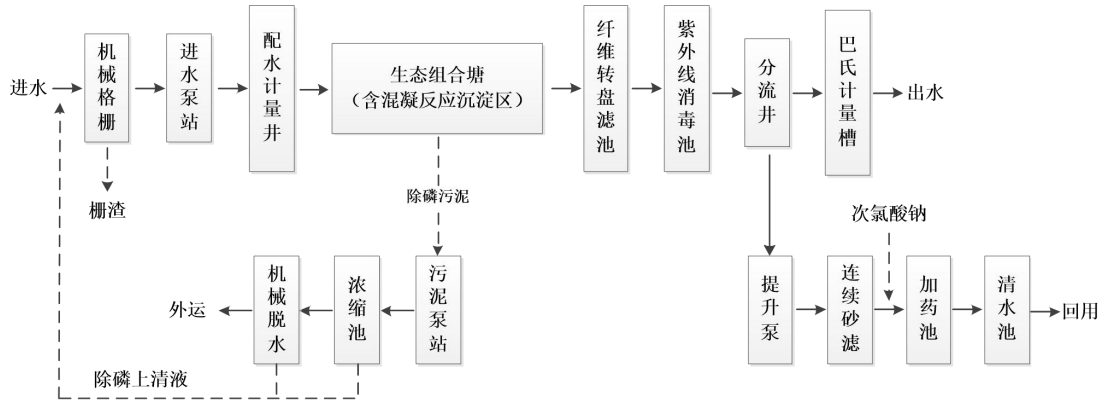 进水
机械格栅
进水泵站
配水计量井
生态组合塘
（含混凝反应沉淀区）
纤维转盘滤池
紫外线消毒池
分流井
巴氏计量槽
出水
栅渣
除磷污泥
次氯酸钠
外运
机械脱水
浓缩池
污泥泵站
提升泵
连续砂滤
加药池
清水池
回用
除磷上清液